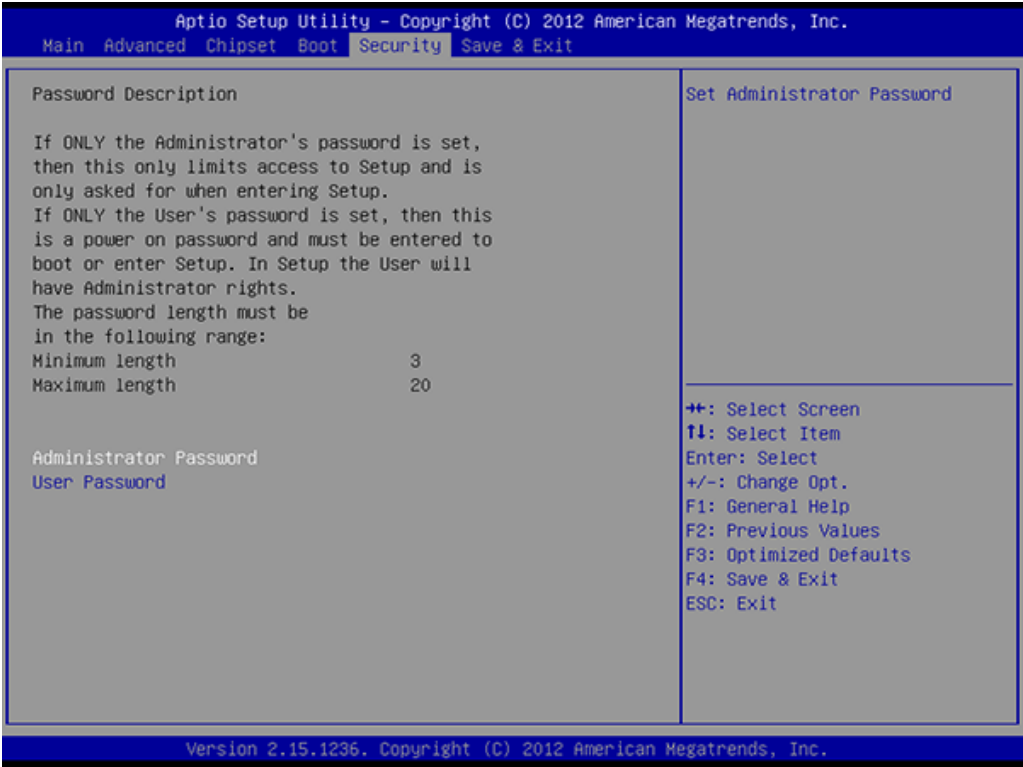 Aptio Setup Utility - Copyright (C) 2012 American Megatrends, Inc.
Main Advanced Chipset Boot Security Save & Exit
Password Description
If ONLY the Administrator's password is set,
then this only limits access to Setup and is
only asked for when entering Setup.
If ONLY the User's password is set, then this
is a power on password and must be entered to
boot or enter Setup. In Setup the User will
have Administrator rights.
The password length must be
in the following range:
Minimum length 3
Maximum length 20
Administrator Password
User Password
Set Administrator Password
→←: Select Screen
↑↓: Select Item
Enter: Select
+/-: Change Opt.
F1: General Help
F2: Previous Values
F3: Optimized Defaults
F4: Save & Exit
ESC: Exit
Version 2.15.1236. Copyright (C) 2012 American Megatrends, Inc.